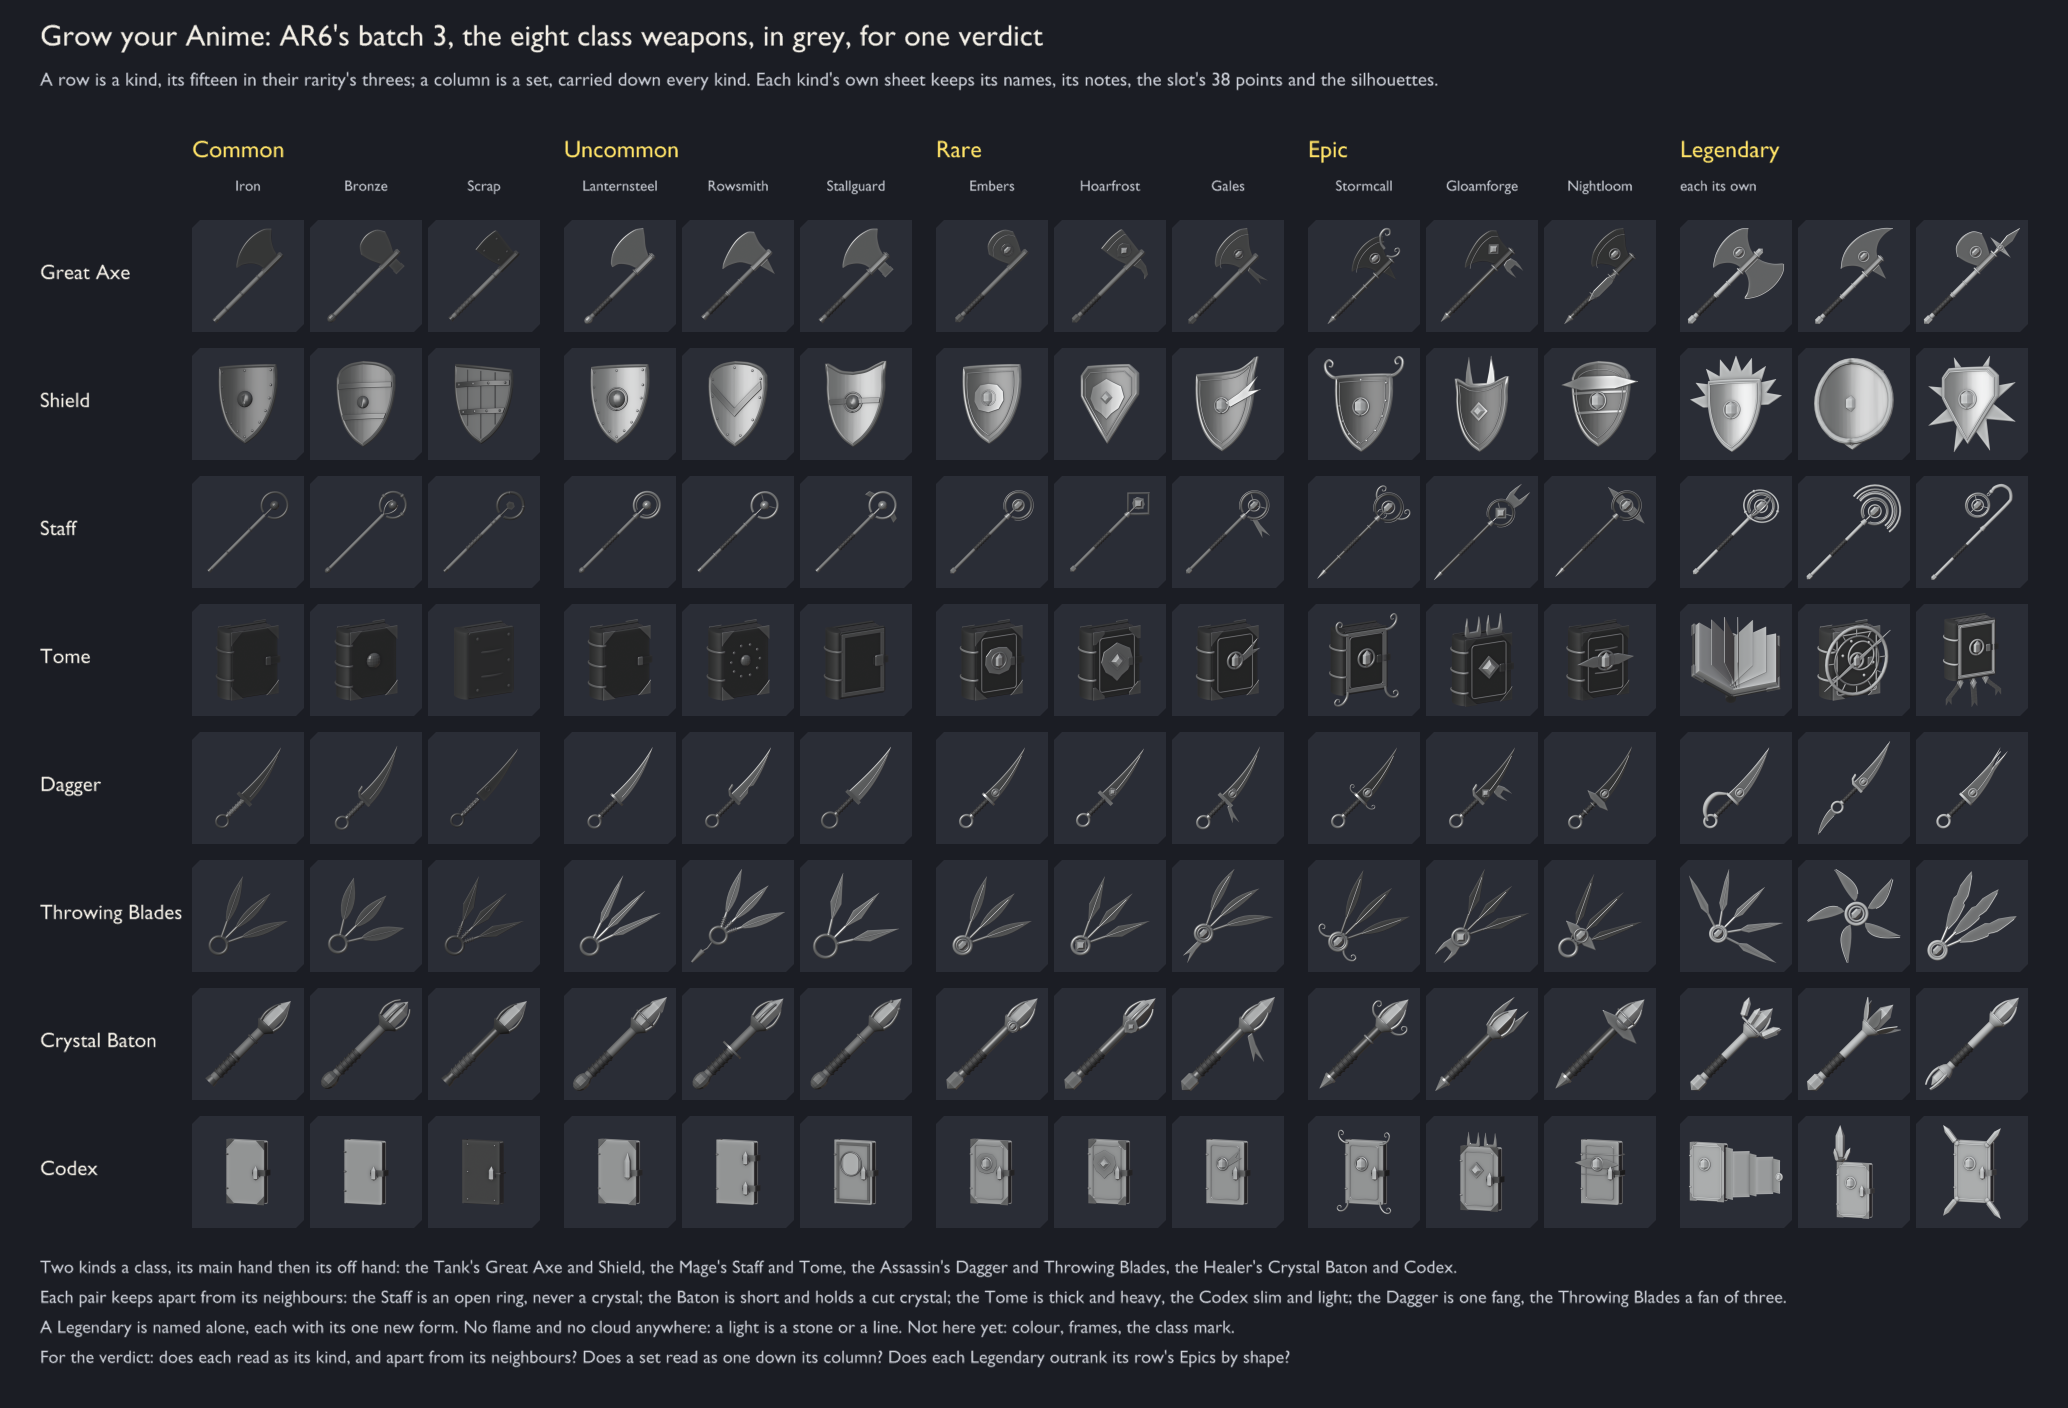 Grow your Anime: AR6's batch 3, the eight class weapons, in grey, for one verdict
A row is a kind, its fifteen in their rarity's threes; a column is a set, carried down every kind. Each kind's own sheet keeps its names, its notes, the slot's 38 points and the silhouettes.
Common Uncommon Rare Epic Legendary
Iron Bronze Scrap Lanternsteel Rowsmith Stallguard Embers Hoarfrost Gales Stormcall Gloamforge Nightloom each its own
Great Axe
Shield
Staff
Tome
Dagger
Throwing Blades
Crystal Baton
Codex
Two kinds a class, its main hand then its off hand: the Tank's Great Axe and Shield, the Mage's Staff and Tome, the Assassin's Dagger and Throwing Blades, the Healer's Crystal Baton and Codex.
Each pair keeps apart from its neighbours: the Staff is an open ring, never a crystal; the Baton is short and holds a cut crystal; the Tome is thick and heavy, the Codex slim and light; the Dagger is one fang, the Throwing Blades a fan of three.
A Legendary is named alone, each with its one new form. No flame and no cloud anywhere: a light is a stone or a line. Not here yet: colour, frames, the class mark.
For the verdict: does each read as its kind, and apart from its neighbours? Does a set read as one down its column? Does each Legendary outrank its row's Epics by shape?